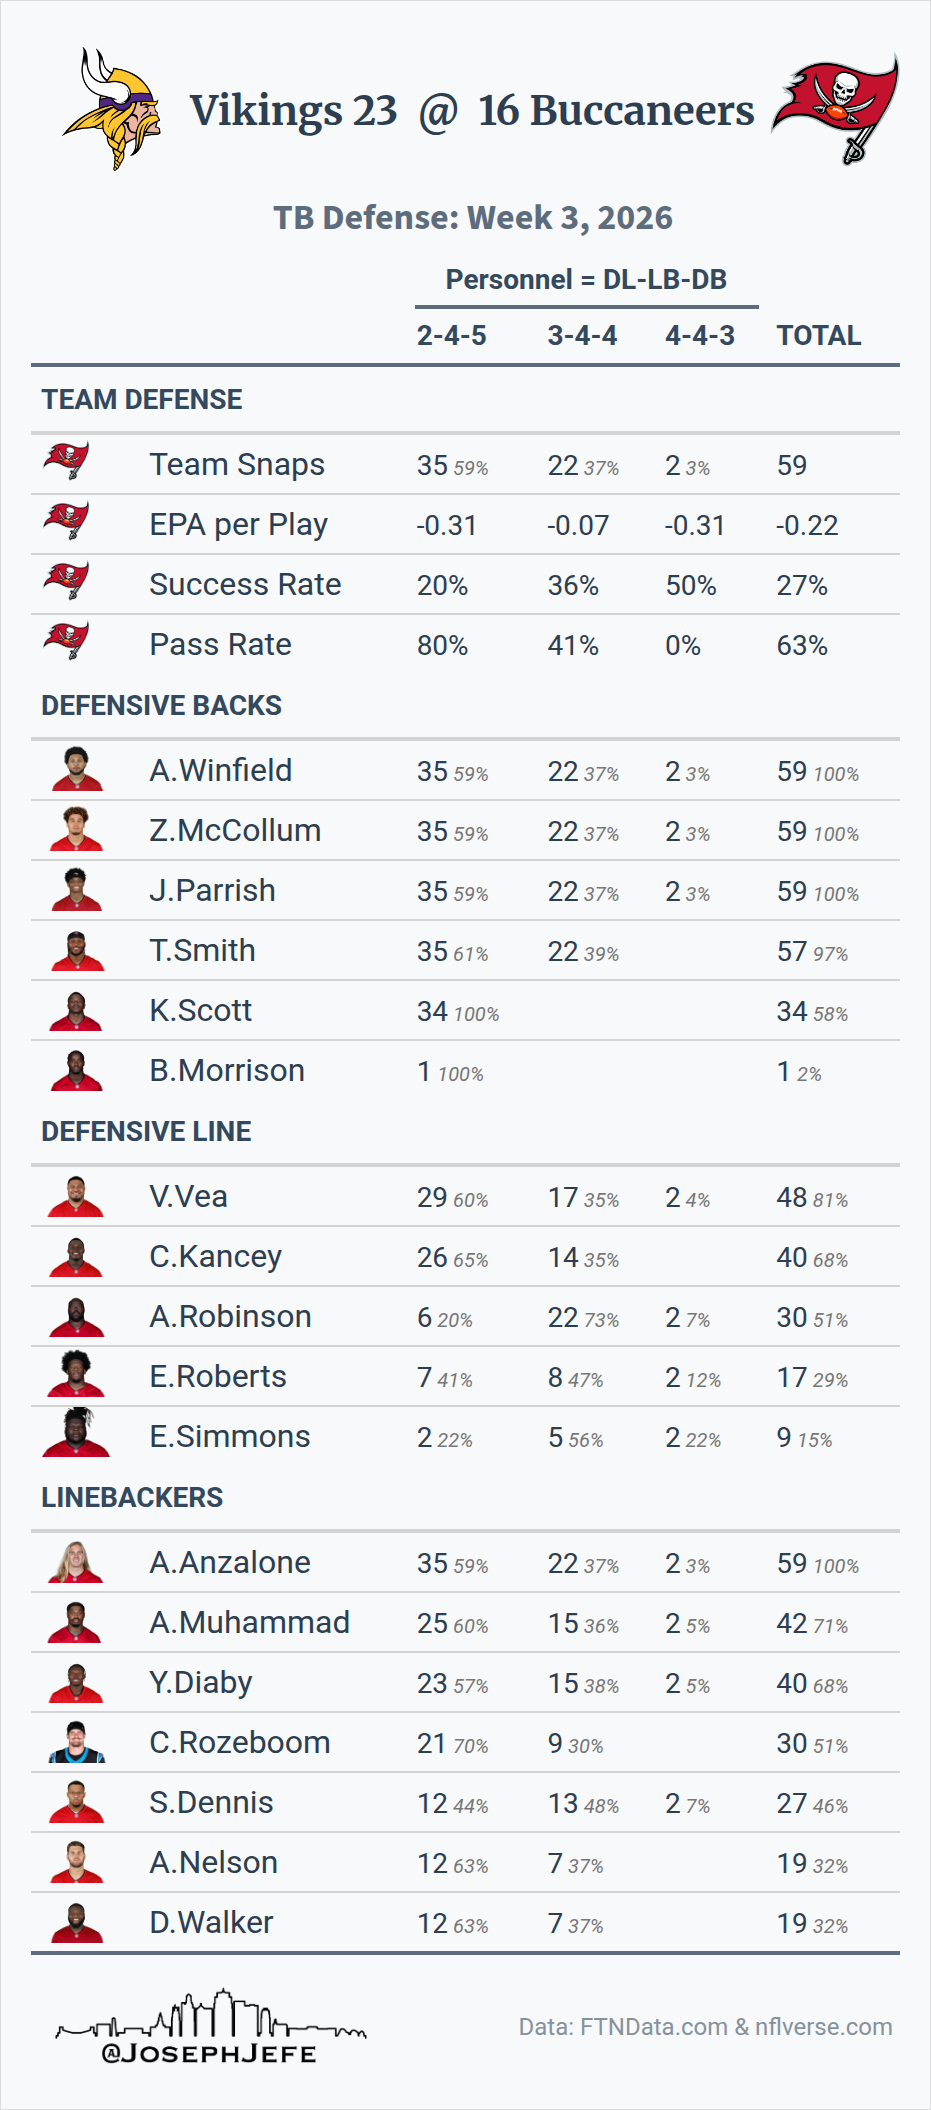 Vikings 23 @ 16 Buccaneers
TB Defense: Week 3, 2026
Personnel = DL-LB-DB
2-4-5 3-4-4 4-4-3 TOTAL
TEAM DEFENSE
Team Snaps 35 59% 22 37% 2 3% 59
EPA per Play -0.31 -0.07 -0.31 -0.22
Success Rate 20% 36% 50% 27%
Pass Rate 80% 41% 0% 63%
DEFENSIVE BACKS
A.Winfield 35 59% 22 37% 2 3% 59 100%
Z.McCollum 35 59% 22 37% 2 3% 59 100%
J.Parrish 35 59% 22 37% 2 3% 59 100%
T.Smith 35 61% 22 39% 57 97%
K.Scott 34 100% 34 58%
B.Morrison 1 100% 1 2%
DEFENSIVE LINE
V.Vea 29 60% 17 35% 2 4% 48 81%
C.Kancey 26 65% 14 35% 40 68%
A.Robinson 6 20% 22 73% 2 7% 30 51%
E.Roberts 7 41% 8 47% 2 12% 17 29%
E.Simmons 2 22% 5 56% 2 22% 9 15%
LINEBACKERS
A.Anzalone 35 59% 22 37% 2 3% 59 100%
A.Muhammad 25 60% 15 36% 2 5% 42 71%
Y.Diaby 23 57% 15 38% 2 5% 40 68%
C.Rozeboom 21 70% 9 30% 30 51%
S.Dennis 12 44% 13 48% 2 7% 27 46%
A.Nelson 12 63% 7 37% 19 32%
D.Walker 12 63% 7 37% 19 32%
@JosephJefe
Data: FTNData.com & nflverse.com